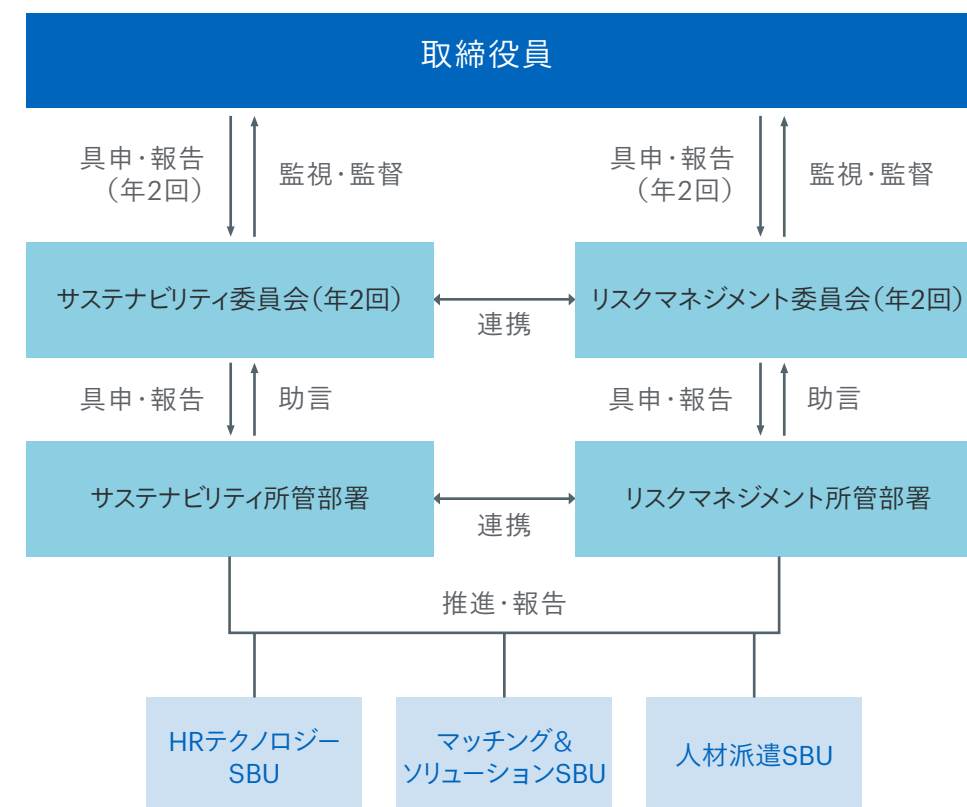 取締役員
具申・報告
（年2回）
監視・監督
具申・報告
（年2回）
監視・監督
サステナビリティ委員会（年2回）
連携
リスクマネジメント委員会（年2回）
具申・報告
助言
具申・報告
助言
サステナビリティ所管部署
連携
リスクマネジメント所管部署
推進・報告
HRテクノロジー
SBU
マッチング＆
ソリューションSBU
人材派遣SBU